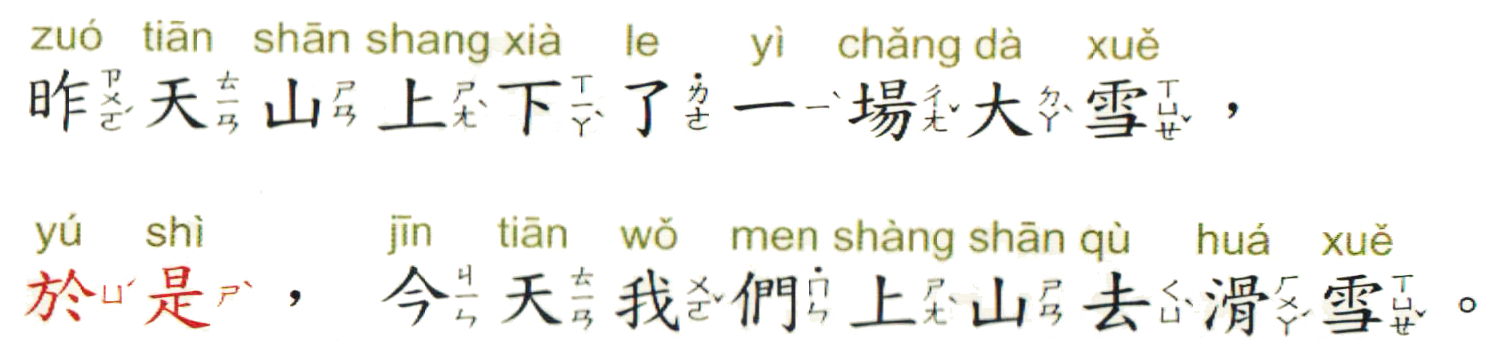 zuó tiān shān shang xià le yì chǎng dà xuě
昨ㄗㄨㄛˊ天ㄊㄧㄢ山ㄕㄢ上ㄕㄤˋ下ㄒㄧㄚˋ了˙ㄌㄜ一ㄧˋ場ㄔㄤˇ大ㄉㄚˋ雪ㄒㄩㄝˇ，
yú shì jīn tiān wǒ men shàng shān qù huá xuě
於ㄩˊ是ㄕˋ，今ㄐㄧㄣ天ㄊㄧㄢ我ㄨㄛˇ們˙ㄇㄣ上ㄕㄤˋ山ㄕㄢ去ㄑㄩˋ滑ㄏㄨㄚˊ雪ㄒㄩㄝˇ。